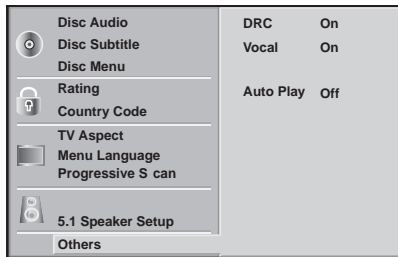 Disc Audio
Disc Subtitle
Disc Menu
Rating
Country Code
TV Aspect
Menu Language
Progressive S can
5.1 Speaker Setup
Others
DRC On
Vocal On
Auto Play Off